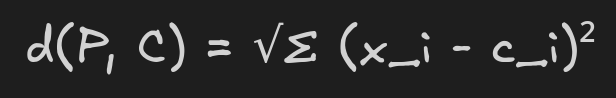 d(P, C) = √Σ (x_i - c_i)²